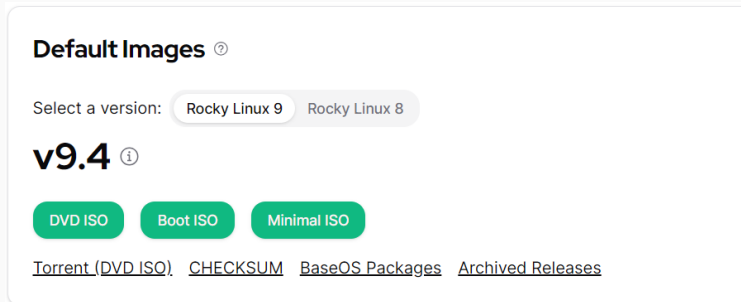 Default Images
Select a version: Rocky Linux 9 Rocky Linux 8
v9.4
DVD ISO Boot ISO Minimal ISO
Torrent (DVD ISO) CHECKSUM BaseOS Packages Archived Releases